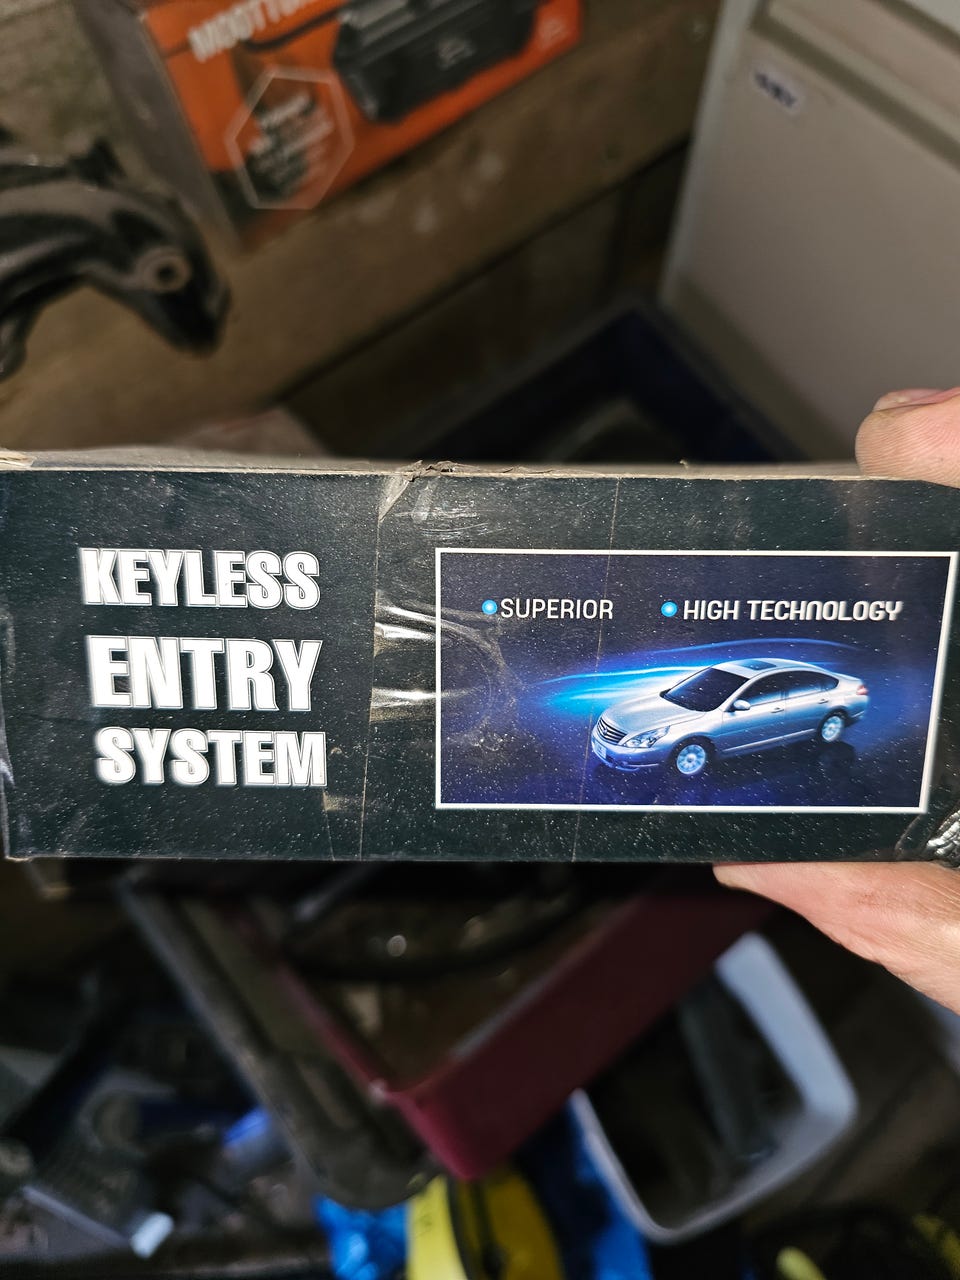 KEYLESS
ENTRY
SYSTEM
SUPERIOR
HIGH TECHNOLOGY